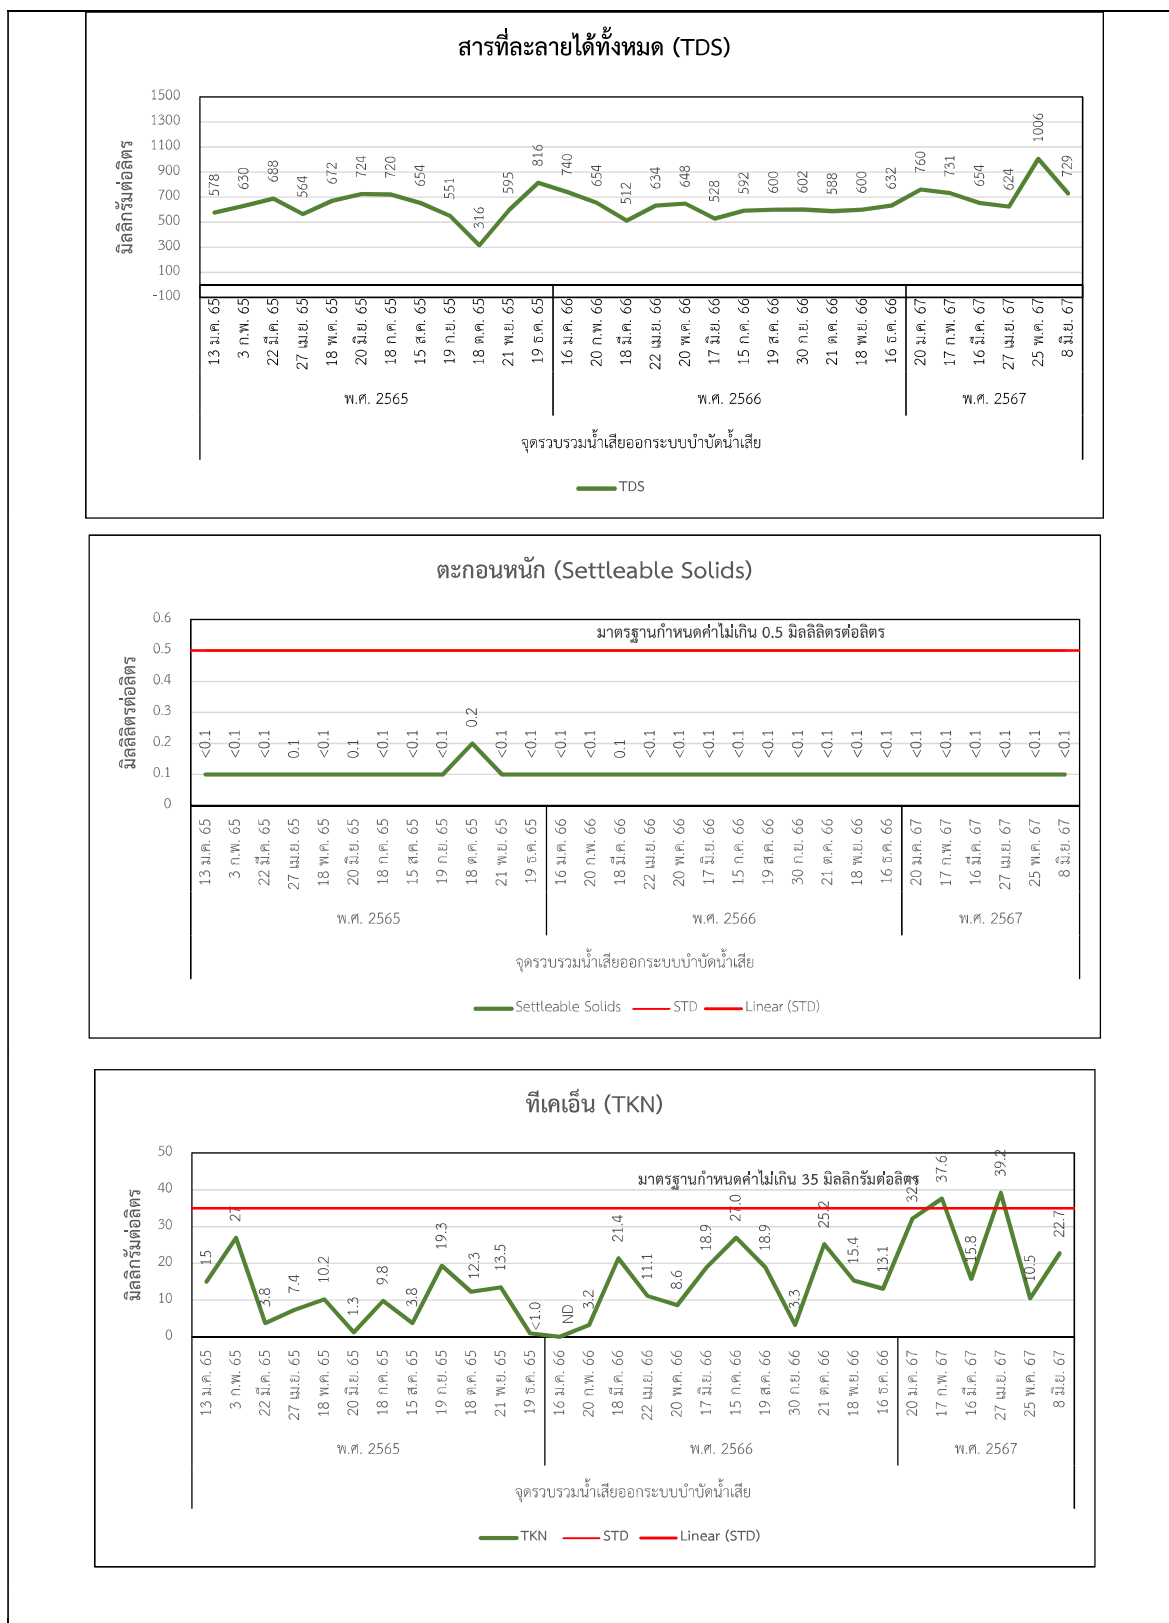 สารที่ละลายได้ทั้งหมด (TDS)
มิลลิกรัมต่อลิตร
1500
1300
1100
900
700
500
300
100
-100
578 630 688 564 672 724 720 654 551 316 595 816 740 654 512 634 648 528 592 600 602 588 600 632 760 731 654 624 1006 729
13 ม.ค. 65 3 ก.พ. 65 22 มี.ค. 65 27 เม.ย. 65 18 พ.ค. 65 20 มิ.ย. 65 18 ก.ค. 65 15 ส.ค. 65 19 ก.ย. 65 18 ต.ค. 65 21 พ.ย. 65 19 ธ.ค. 65 16 ม.ค. 66 20 ก.พ. 66 18 มี.ค. 66 22 เม.ย. 66 20 พ.ค. 66 17 มิ.ย. 66 15 ก.ค. 66 19 ส.ค. 66 30 ก.ย. 66 21 ต.ค. 66 18 พ.ย. 66 16 ธ.ค. 66 20 ม.ค. 67 17 ก.พ. 67 16 มี.ค. 67 27 เม.ย. 67 25 พ.ค. 67 8 มิ.ย. 67
พ.ศ. 2565 พ.ศ. 2566 พ.ศ. 2567
จุดรวบรวมน้ำเสียออกระบบบำบัดน้ำเสีย
TDS
ตะกอนหนัก (Settleable Solids)
มิลลิลิตรต่อลิตร
มาตรฐานกำหนดค่าไม่เกิน 0.5 มิลลิลิตรต่อลิตร
0.6
0.5
0.4
0.3
0.2
0.1
0
<0.1 <0.1 <0.1 0.1 <0.1 0.1 <0.1 <0.1 <0.1 0.2 <0.1 <0.1 <0.1 <0.1 0.1 <0.1 <0.1 <0.1 <0.1 <0.1 <0.1 <0.1 <0.1 <0.1 <0.1 <0.1 <0.1 <0.1 <0.1 <0.1
13 ม.ค. 65 3 ก.พ. 65 22 มี.ค. 65 27 เม.ย. 65 18 พ.ค. 65 20 มิ.ย. 65 18 ก.ค. 65 15 ส.ค. 65 19 ก.ย. 65 18 ต.ค. 65 21 พ.ย. 65 19 ธ.ค. 65 16 ม.ค. 66 20 ก.พ. 66 18 มี.ค. 66 22 เม.ย. 66 20 พ.ค. 66 17 มิ.ย. 66 15 ก.ค. 66 19 ส.ค. 66 30 ก.ย. 66 21 ต.ค. 66 18 พ.ย. 66 16 ธ.ค. 66 20 ม.ค. 67 17 ก.พ. 67 16 มี.ค. 67 27 เม.ย. 67 25 พ.ค. 67 8 มิ.ย. 67
พ.ศ. 2565 พ.ศ. 2566 พ.ศ. 2567
จุดรวบรวมน้ำเสียออกระบบบำบัดน้ำเสีย
Settleable Solids STD Linear (STD)
ทีเคเอ็น (TKN)
มิลลิกรัมต่อลิตร
มาตรฐานกำหนดค่าไม่เกิน 35 มิลลิกรัมต่อลิตร
50
40
30
20
10
0
15 27 3.8 7.4 10.2 1.3 9.8 3.8 19.3 12.3 13.5 <1.0 ND 3.2 21.4 11.1 8.6 18.9 27.0 18.9 3.3 25.2 15.4 13.1 37.6 15.8 39.2 10.5 22.7
13 ม.ค. 65 3 ก.พ. 65 22 มี.ค. 65 27 เม.ย. 65 18 พ.ค. 65 20 มิ.ย. 65 18 ก.ค. 65 15 ส.ค. 65 19 ก.ย. 65 18 ต.ค. 65 21 พ.ย. 65 19 ธ.ค. 65 16 ม.ค. 66 20 ก.พ. 66 18 มี.ค. 66 22 เม.ย. 66 20 พ.ค. 66 17 มิ.ย. 66 15 ก.ค. 66 19 ส.ค. 66 30 ก.ย. 66 21 ต.ค. 66 18 พ.ย. 66 16 ธ.ค. 66 20 ม.ค. 67 17 ก.พ. 67 16 มี.ค. 67 27 เม.ย. 67 25 พ.ค. 67 8 มิ.ย. 67
พ.ศ. 2565 พ.ศ. 2566 พ.ศ. 2567
จุดรวบรวมน้ำเสียออกระบบบำบัดน้ำเสีย
TKN STD Linear (STD)